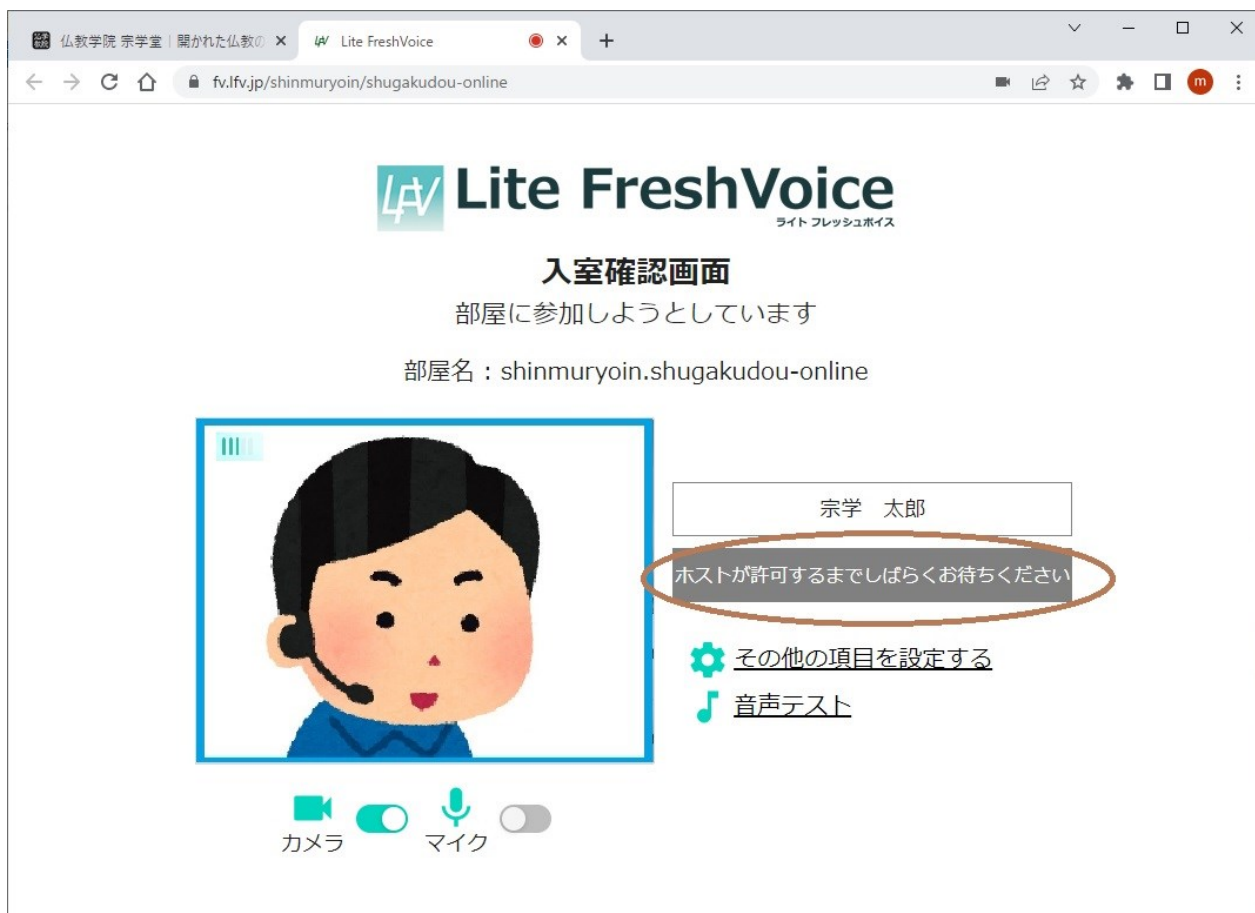 仏教学院 宗学堂｜開かれた仏教の
Lite FreshVoice
fv.lfv.jp/shinmuryoin/shugakudou-online
m
LFV Lite FreshVoice
ライト フレッシュボイス
入室確認画面
部屋に参加しようとしています
部屋名：shinmuryoin.shugakudou-online
宗学　太郎
ホストが許可するまでしばらくお待ちください
その他の項目を設定する
音声テスト
カメラ
マイク